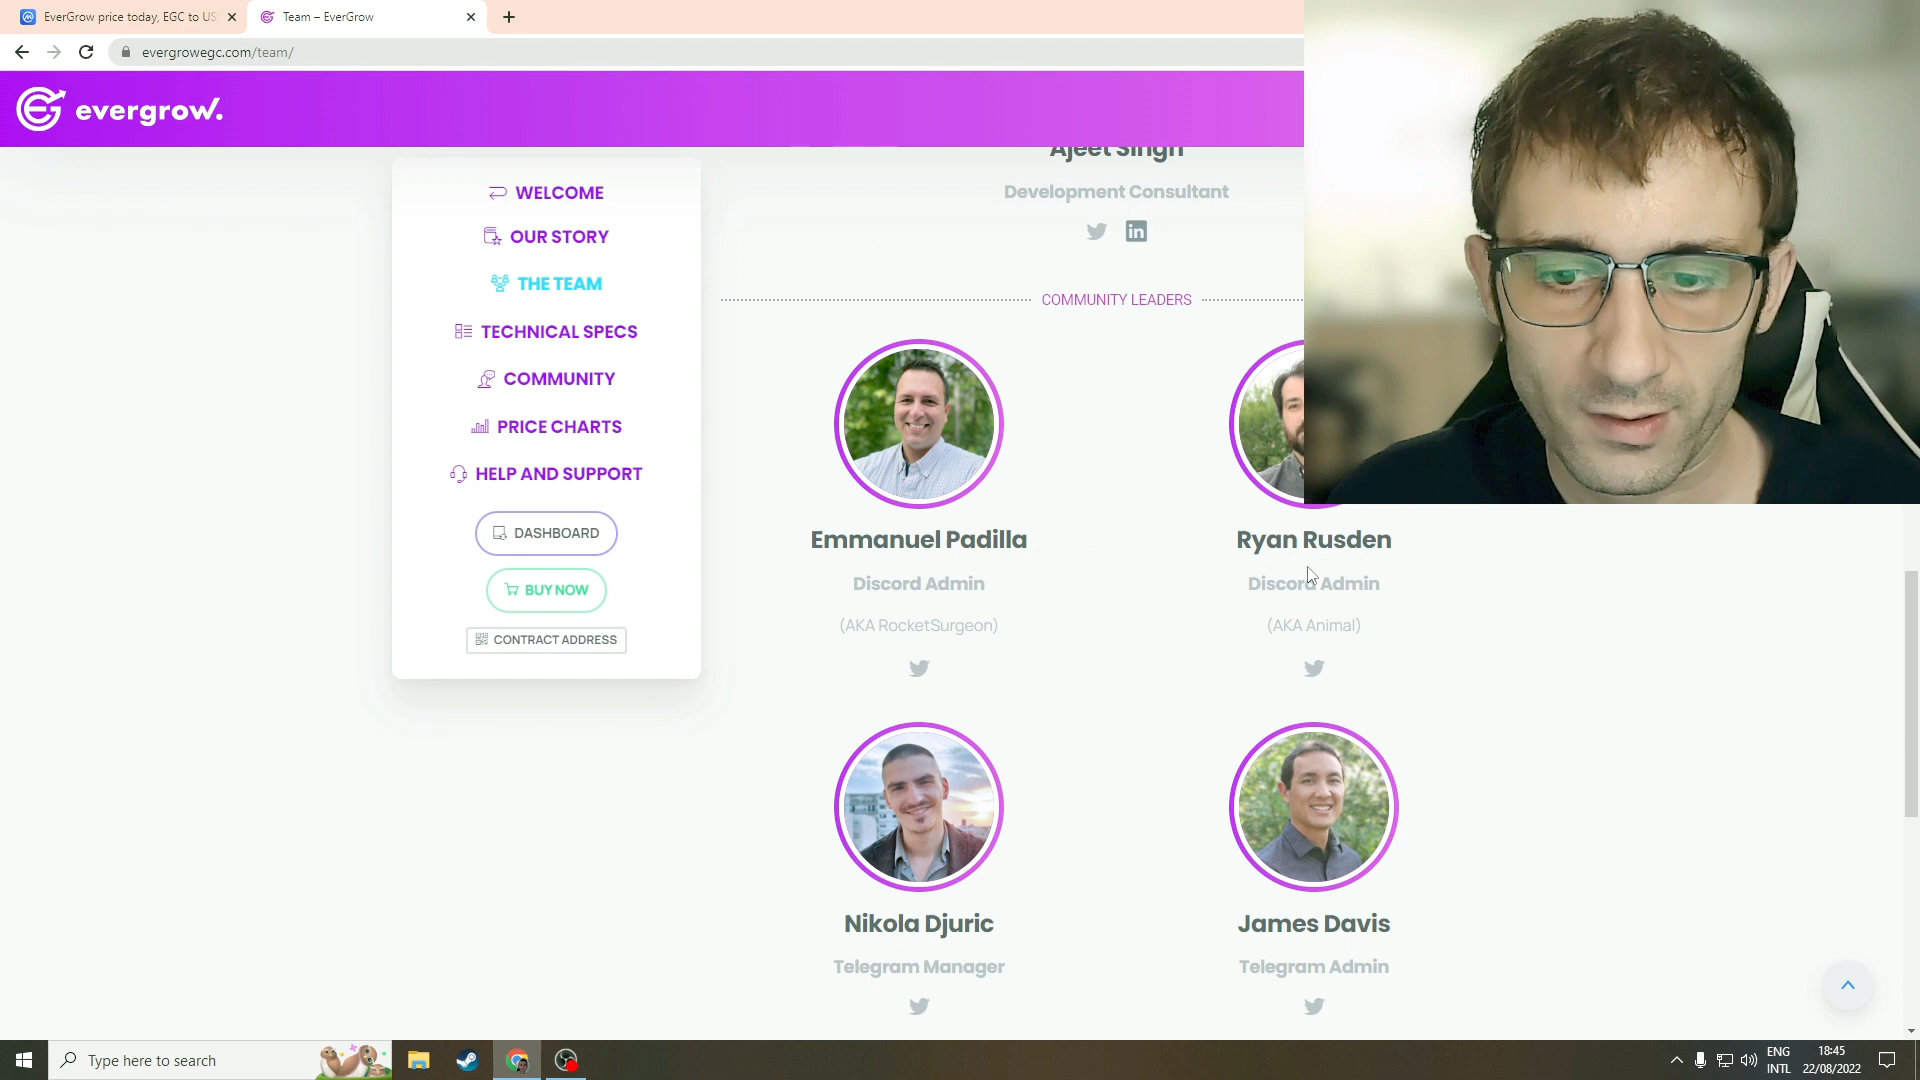 EverGrow price today, EGC to US
Team – EverGrow
evergrowegc.com/team/
evergrow.
WELCOME
OUR STORY
THE TEAM
TECHNICAL SPECS
COMMUNITY
PRICE CHARTS
HELP AND SUPPORT
DASHBOARD
BUY NOW
CONTRACT ADDRESS
Ajeet Singh
Development Consultant
COMMUNITY LEADERS
Emmanuel Padilla
Discord Admin
(AKA RocketSurgeon)
Ryan Rusden
Discord Admin
(AKA Animal)
Nikola Djuric
Telegram Manager
James Davis
Telegram Admin
Type here to search
ENG
INTL
18:45
22/08/2022